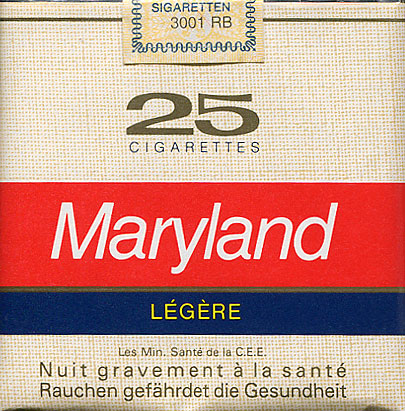 SIGARETTEN
3001 RB
25
CIGARETTES
Maryland
LÉGÈRE
Les Min. Santé de la C.E.E.
Nuit gravement à la santé
Rauchen gefährdet die Gesundheit